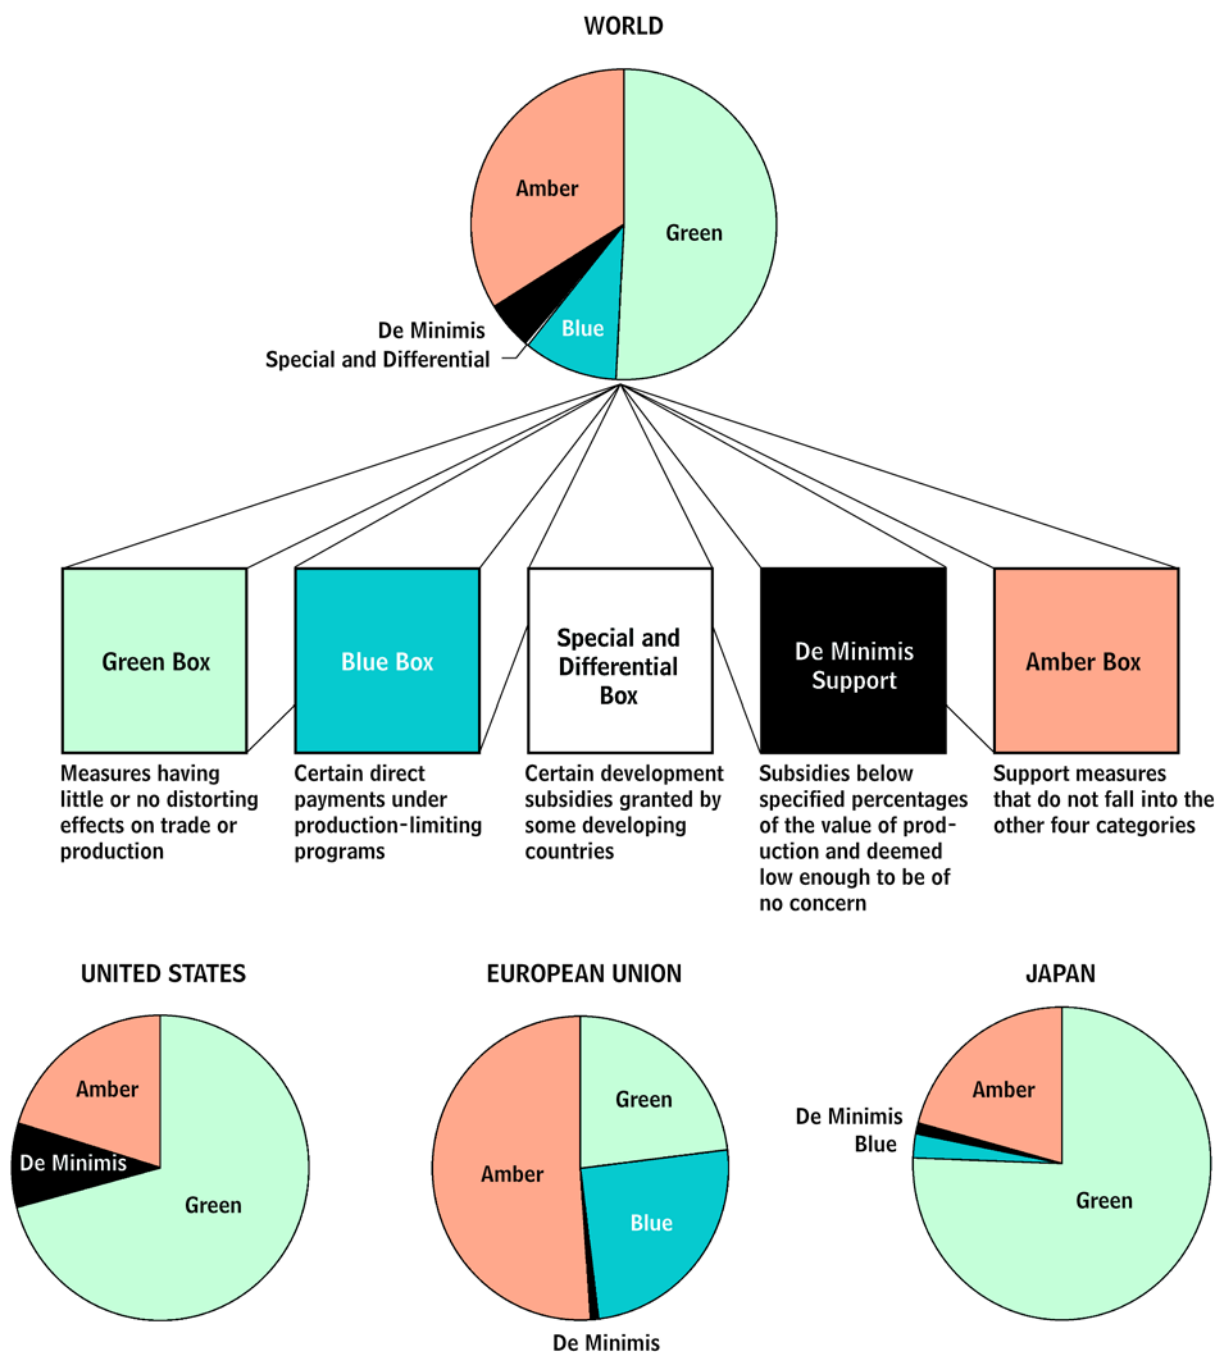 WORLD
Amber
Green
De Minimis
Blue
Special and Differential
Green Box
Blue Box
Special and
Differential
Box
De Minimis
Support
Amber Box
Measures having
little or no distorting
effects on trade or
production
Certain direct
payments under
production-limiting
programs
Certain development
subsidies granted by
some developing
countries
Subsidies below
specified percentages
of the value of prod-
uction and deemed
low enough to be of
no concern
Support measures
that do not fall into the
other four categories
UNITED STATES
Amber
De Minimis
Green
EUROPEAN UNION
Green
Amber
Blue
De Minimis
JAPAN
Amber
De Minimis
Blue
Green